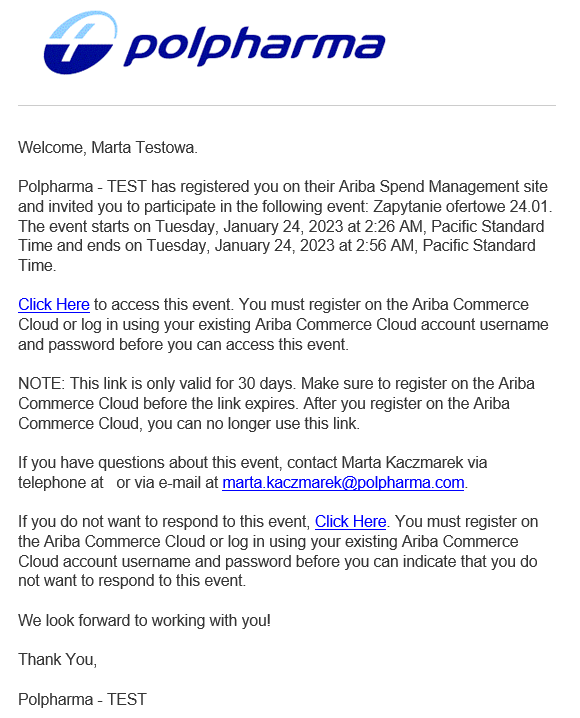 polpharma
Welcome, Marta Testowa.
Polpharma - TEST has registered you on their Ariba Spend Management site
and invited you to participate in the following event: Zapytanie ofertowe 24.01.
The event starts on Tuesday, January 24, 2023 at 2:26 AM, Pacific Standard
Time and ends on Tuesday, January 24, 2023 at 2:56 AM, Pacific Standard
Time.
Click Here to access this event. You must register on the Ariba Commerce
Cloud or log in using your existing Ariba Commerce Cloud account username
and password before you can access this event.
NOTE: This link is only valid for 30 days. Make sure to register on the Ariba
Commerce Cloud before the link expires. After you register on the Ariba
Commerce Cloud, you can no longer use this link.
If you have questions about this event, contact Marta Kaczmarek via
telephone at   or via e-mail at marta.kaczmarek@polpharma.com.
If you do not want to respond to this event, Click Here. You must register on
the Ariba Commerce Cloud or log in using your existing Ariba Commerce
Cloud account username and password before you can indicate that you do
not want to respond to this event.
We look forward to working with you!
Thank You,
Polpharma - TEST